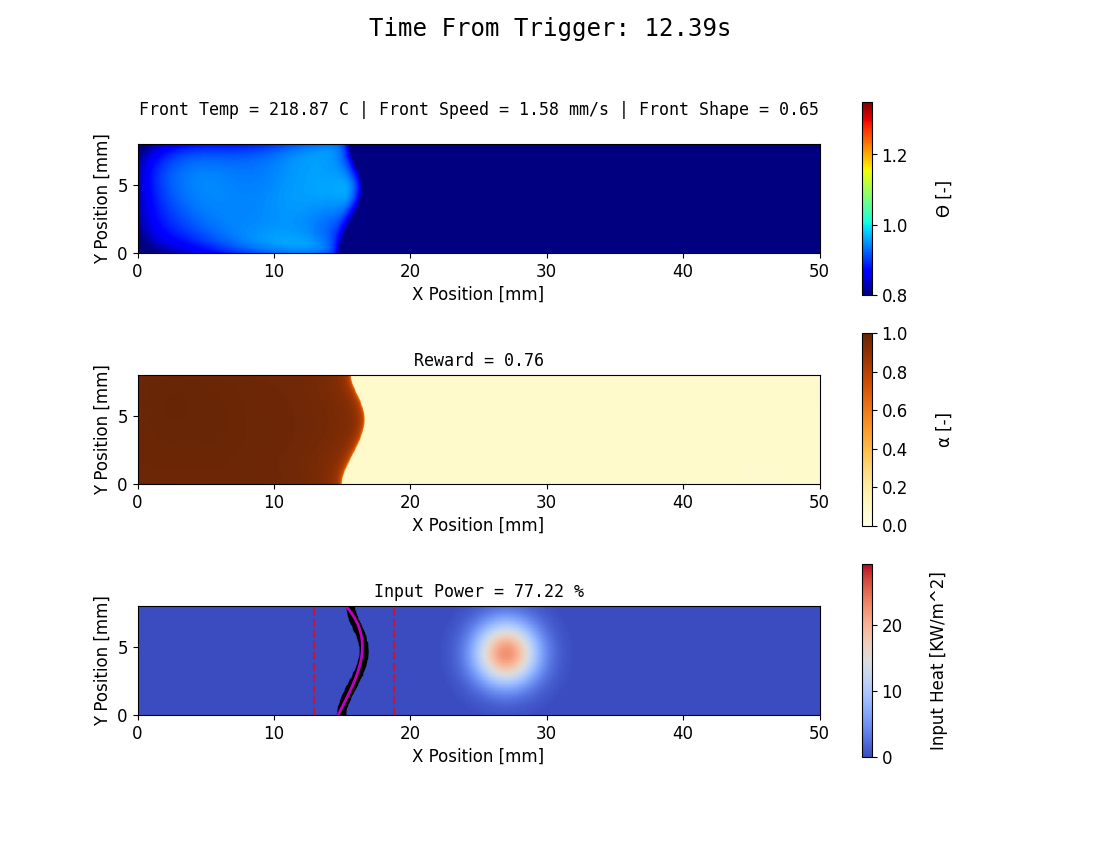 Time From Trigger: 12.39s
Front Temp = 218.87 C | Front Speed = 1.58 mm/s | Front Shape = 0.65
Y Position [mm]
5
0
0 10 20 30 40 50
X Position [mm]
1.2
1.0
0.8
Θ [-]
Reward = 0.76
Y Position [mm]
5
0
0 10 20 30 40 50
X Position [mm]
1.0
0.8
0.6
0.4
0.2
0.0
α [-]
Input Power = 77.22 %
Y Position [mm]
5
0
0 10 20 30 40 50
X Position [mm]
20
10
0
Input Heat [KW/m^2]